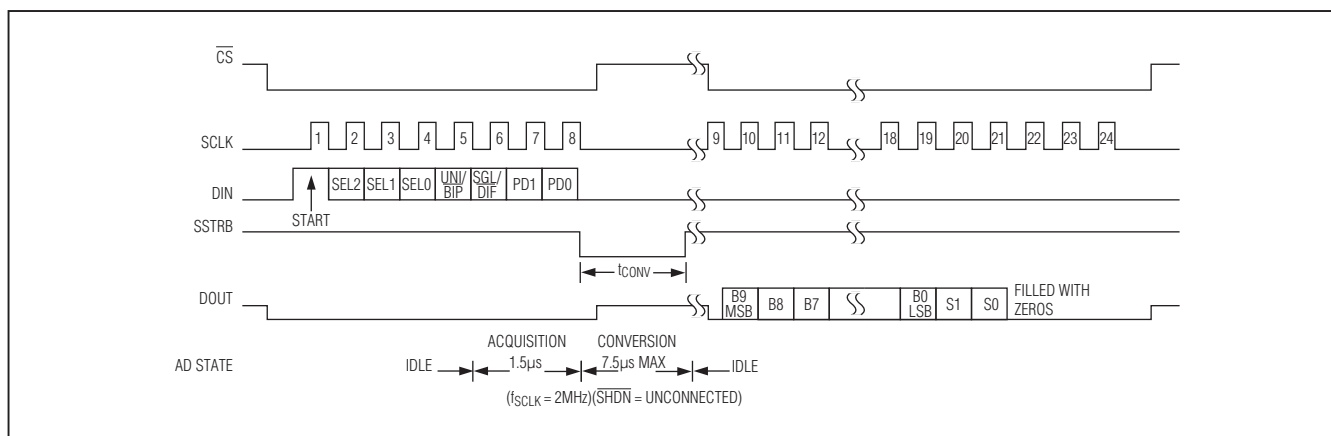 CS
SCLK 1 2 3 4 5 6 7 8 9 10 11 12 18 19 20 21 22 23 24
DIN SEL2 SEL1 SEL0 UNI/BIP SGL/DIF PD1 PD0
START
SSTRB
tCONV
DOUT B9 MSB B8 B7 B0 LSB S1 S0 FILLED WITH ZEROS
ACQUISITION CONVERSION
AD STATE IDLE 1.5µs 7.5µs MAX IDLE
(fSCLK = 2MHz)(SHDN = UNCONNECTED)